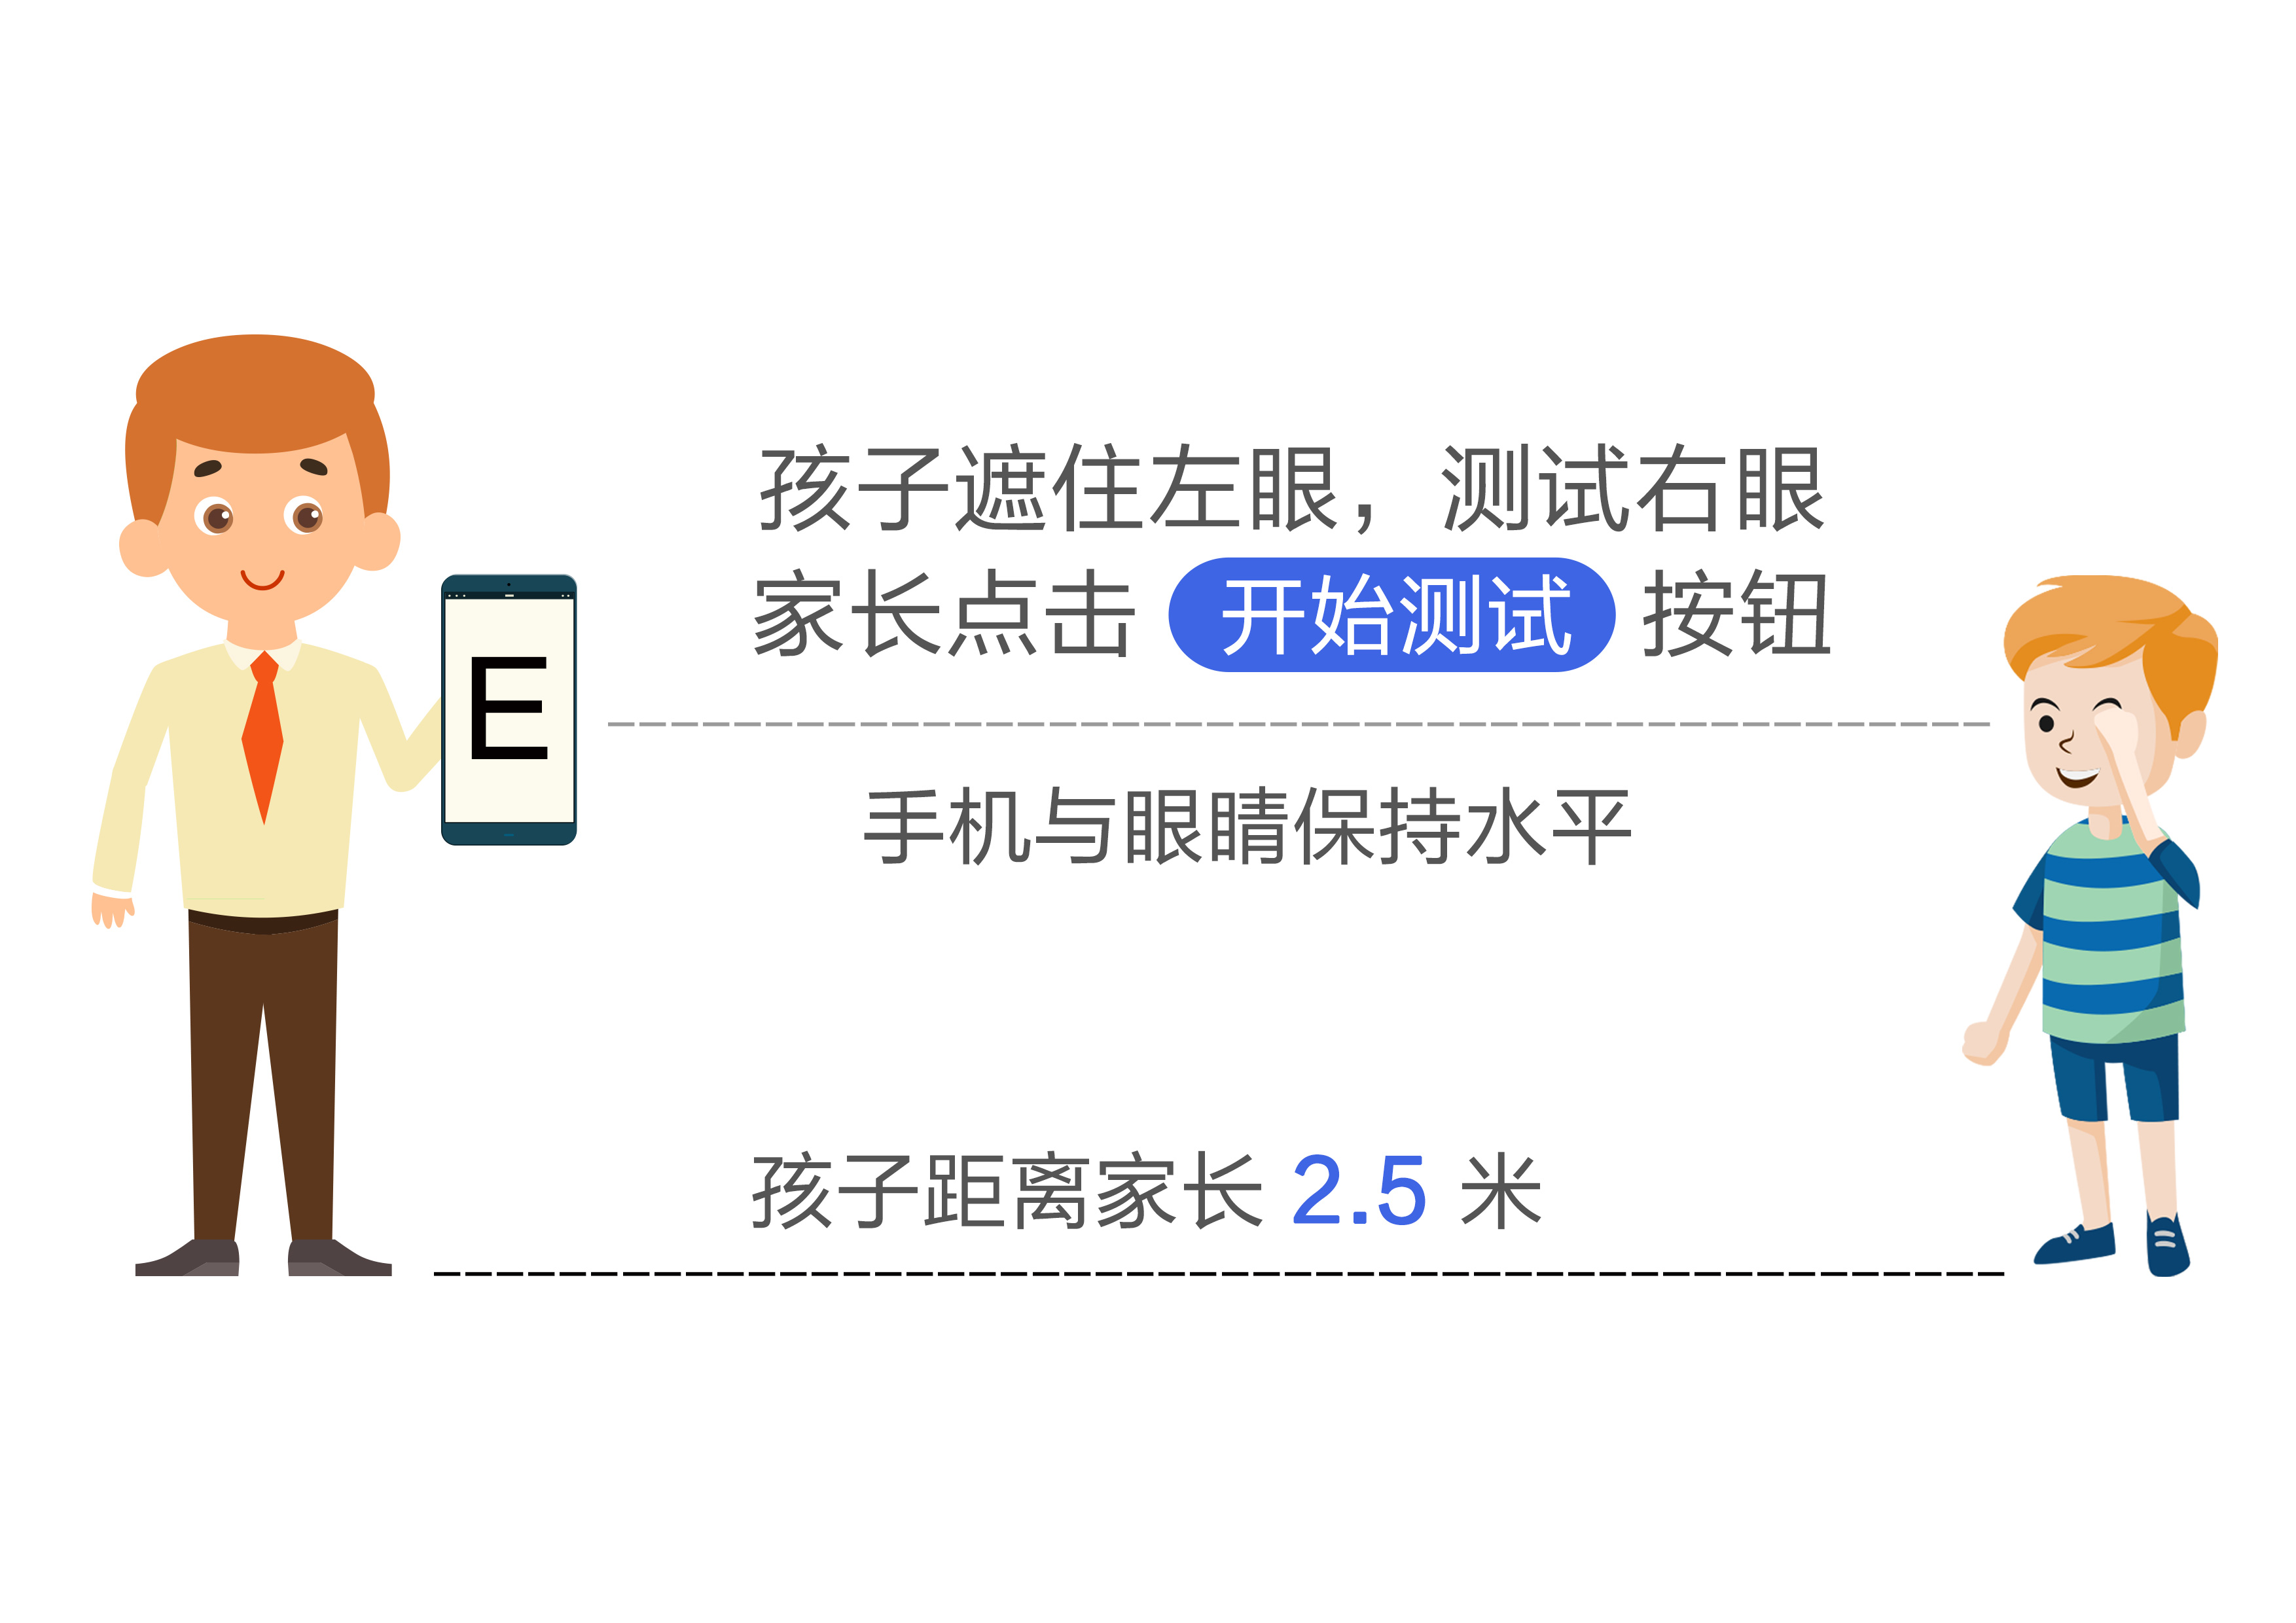 孩子遮住左眼，测试右眼
家长点击 开始测试 按钮
E
手机与眼睛保持水平
孩子距离家长 2.5 米